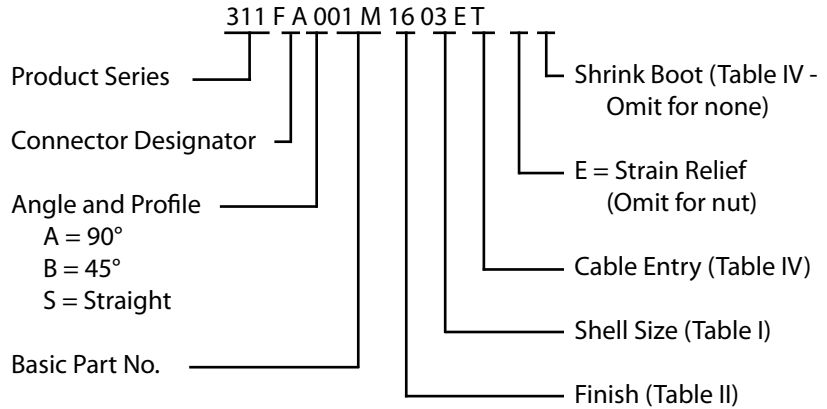 311 F A 001 M 16 03 E T
Product Series
Connector Designator
Angle and Profile
A = 90°
B = 45°
S = Straight
Basic Part No.
Shrink Boot (Table IV -
Omit for none)
E = Strain Relief
(Omit for nut)
Cable Entry (Table IV)
Shell Size (Table I)
Finish (Table II)